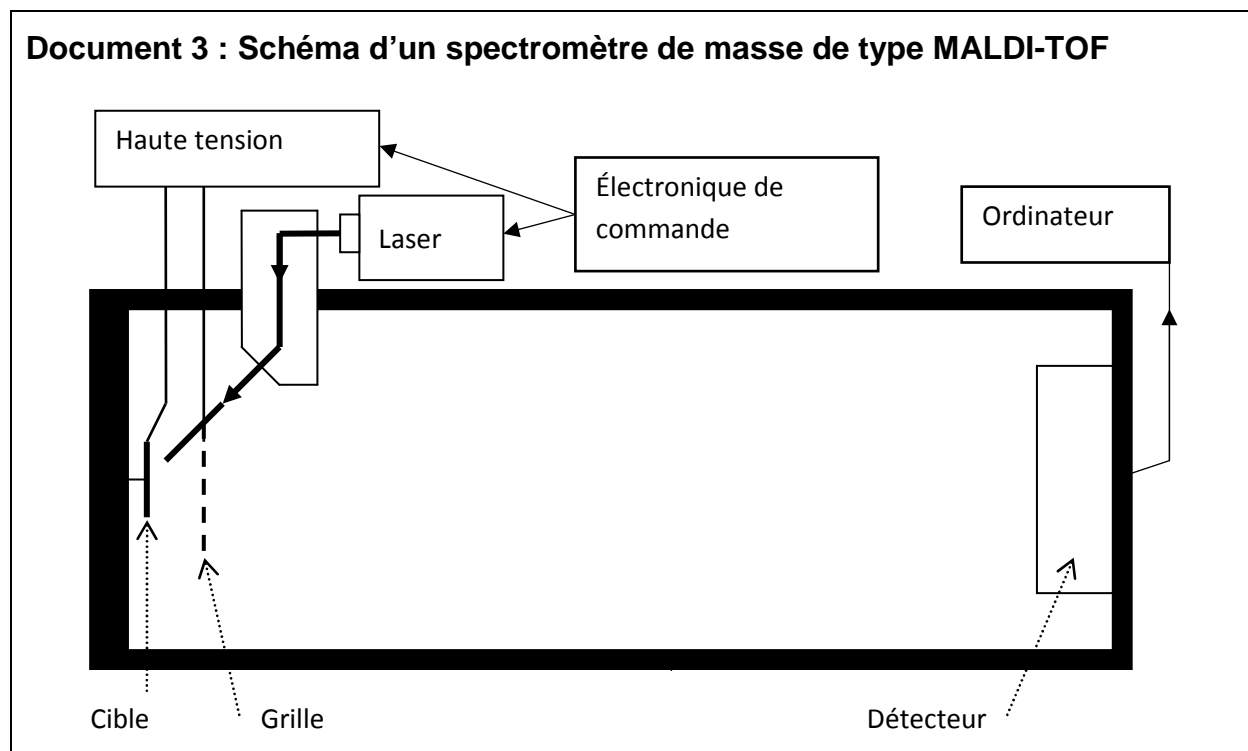 Document 3 : Schéma d’un spectromètre de masse de type MALDI-TOF
Haute tension
Électronique de
commande
Laser
Ordinateur
Cible
Grille
Détecteur